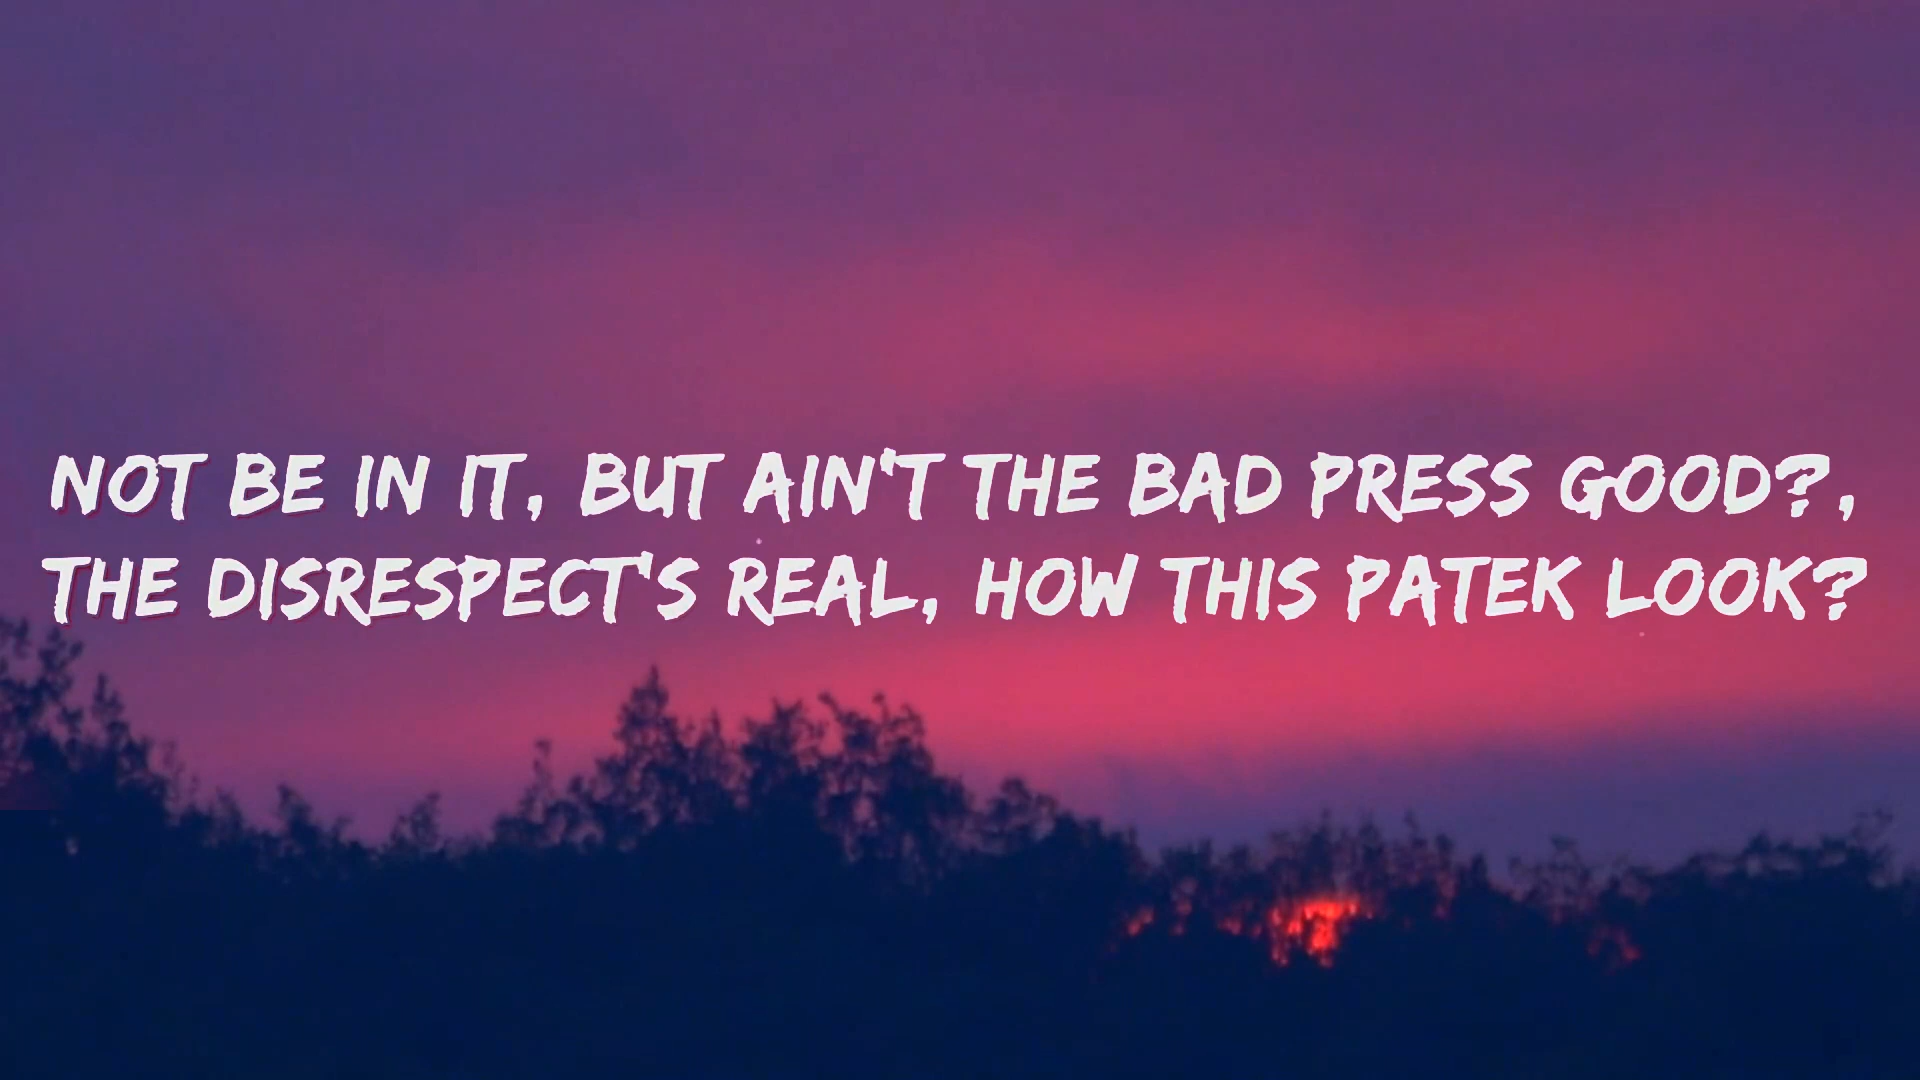 NOT BE IN IT, BUT AIN'T THE BAD PRESS GOOD?,
THE DISRESPECT'S REAL, HOW THIS PATEK LOOK?